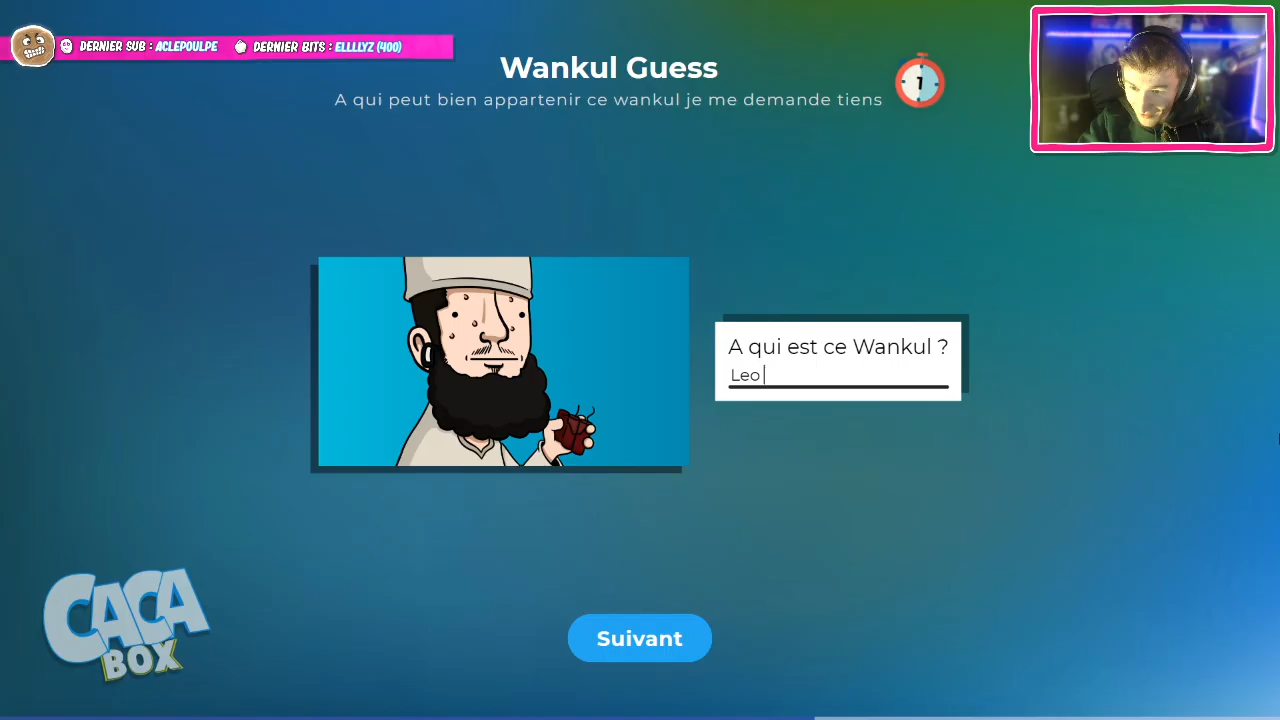 DERNIER SUB : ACLEPOULPE DERNIER BITS : ELLLLYZ (400)
Wankul Guess
A qui peut bien appartenir ce wankul je me demande tiens
1
A qui est ce Wankul ?
Leo
CACA
BOX
Suivant